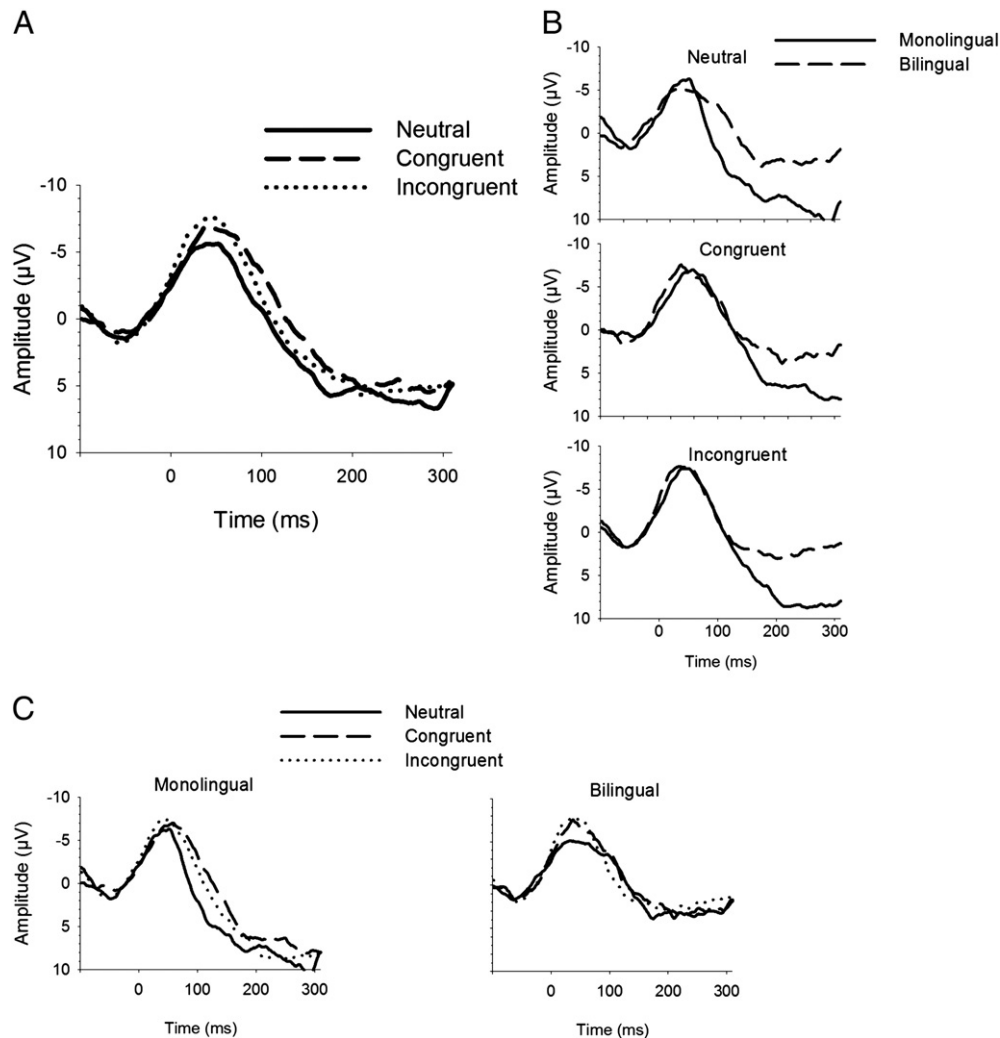 A
Neutral
Congruent
Incongruent
-10
-5
0
5
10
Amplitude (µV)
0 100 200 300
Time (ms)
B
Monolingual
Bilingual
Neutral
-10
-5
0
5
10
Amplitude (µV)
Congruent
-10
-5
0
5
10
Amplitude (µV)
Incongruent
-10
-5
0
5
10
Amplitude (µV)
0 100 200 300
Time (ms)
C
Neutral
Congruent
Incongruent
Monolingual
-10
-5
0
5
10
Amplitude (µV)
0 100 200 300
Time (ms)
Bilingual
0 100 200 300
Time (ms)